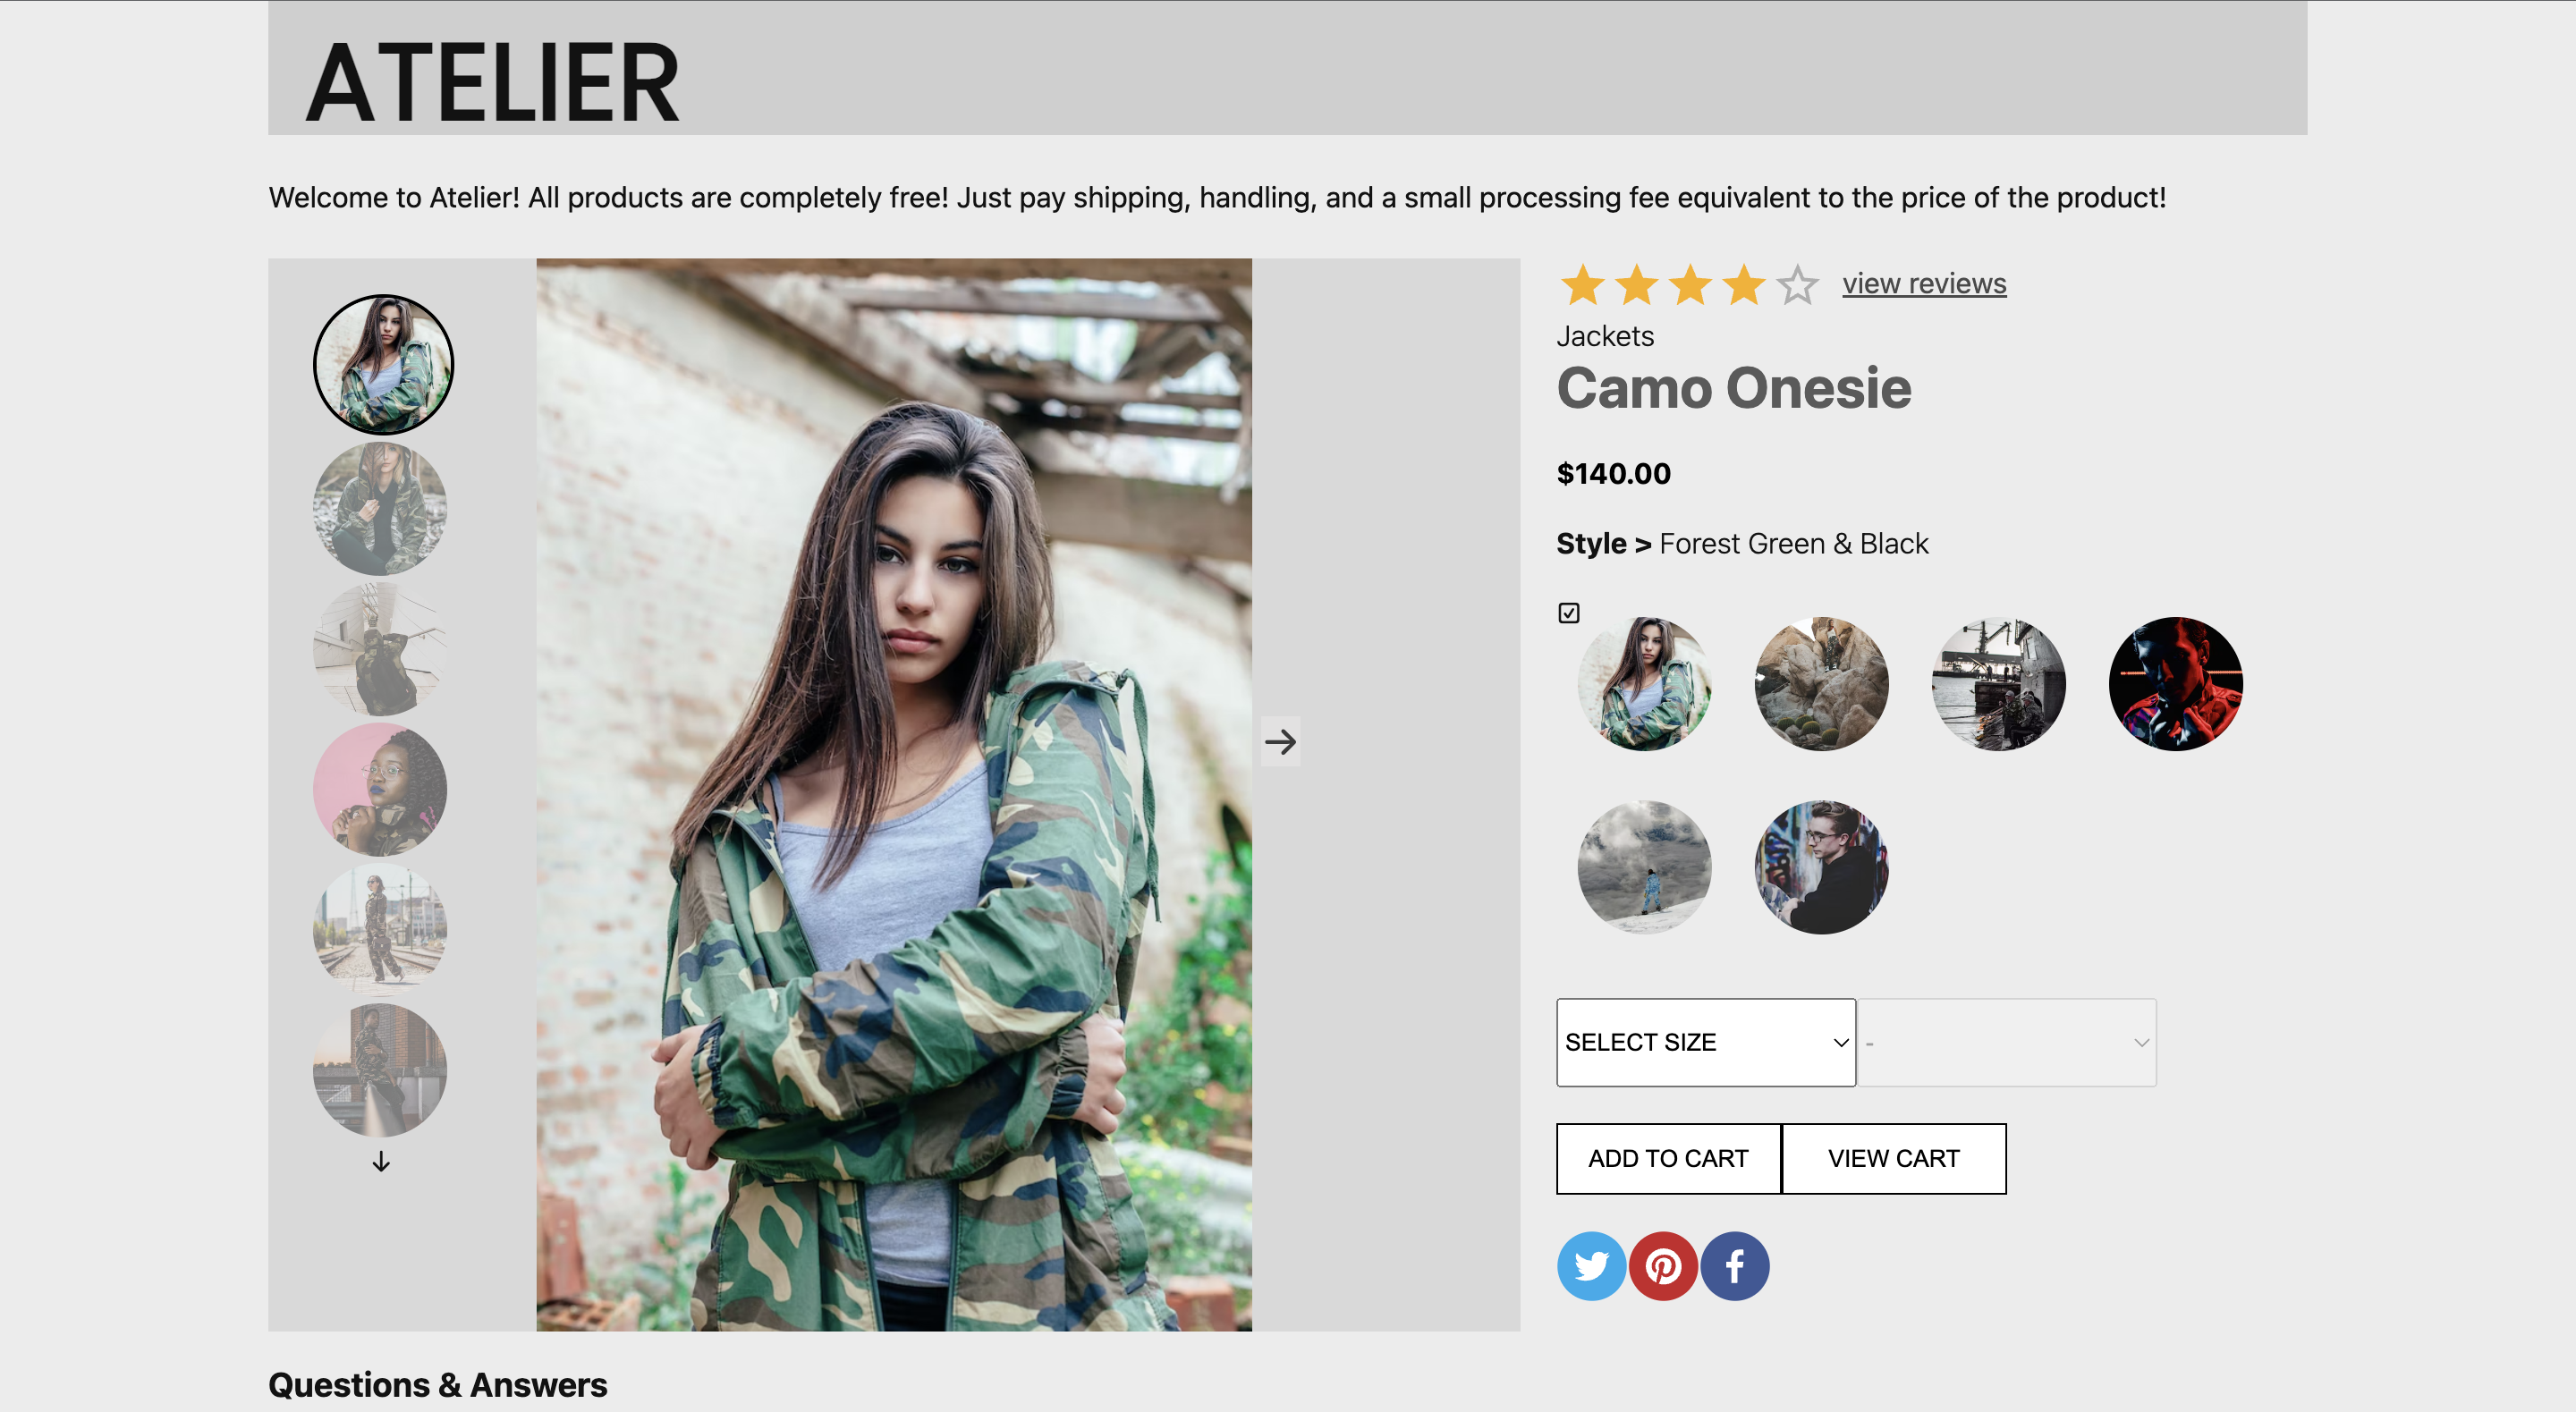 ATELIER
Welcome to Atelier! All products are completely free! Just pay shipping, handling, and a small processing fee equivalent to the price of the product!
view reviews
Jackets
Camo Onesie
$140.00
Style > Forest Green & Black
SELECT SIZE
-
ADD TO CART
VIEW CART
Questions & Answers